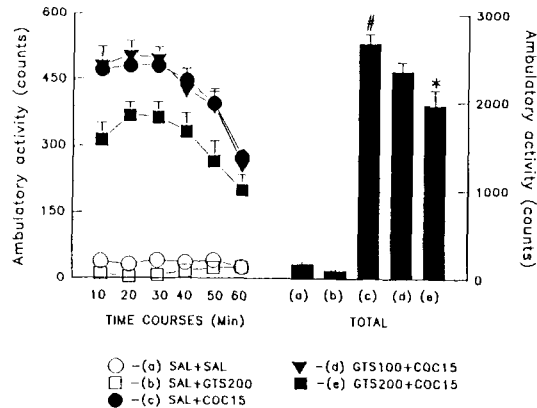 600
450
300
150
0
Ambulatory activity (counts)
10 20 30 40 50 60
TIME COURSES (Min)
#
*
(a) (b) (c) (d) (e)
TOTAL
3000
2000
1000
0
Ambulatory activity (counts)
-(a) SAL+SAL
-(b) SAL+GTS200
-(c) SAL+COC15
-(d) GTS100+COC15
-(e) GTS200+COC15